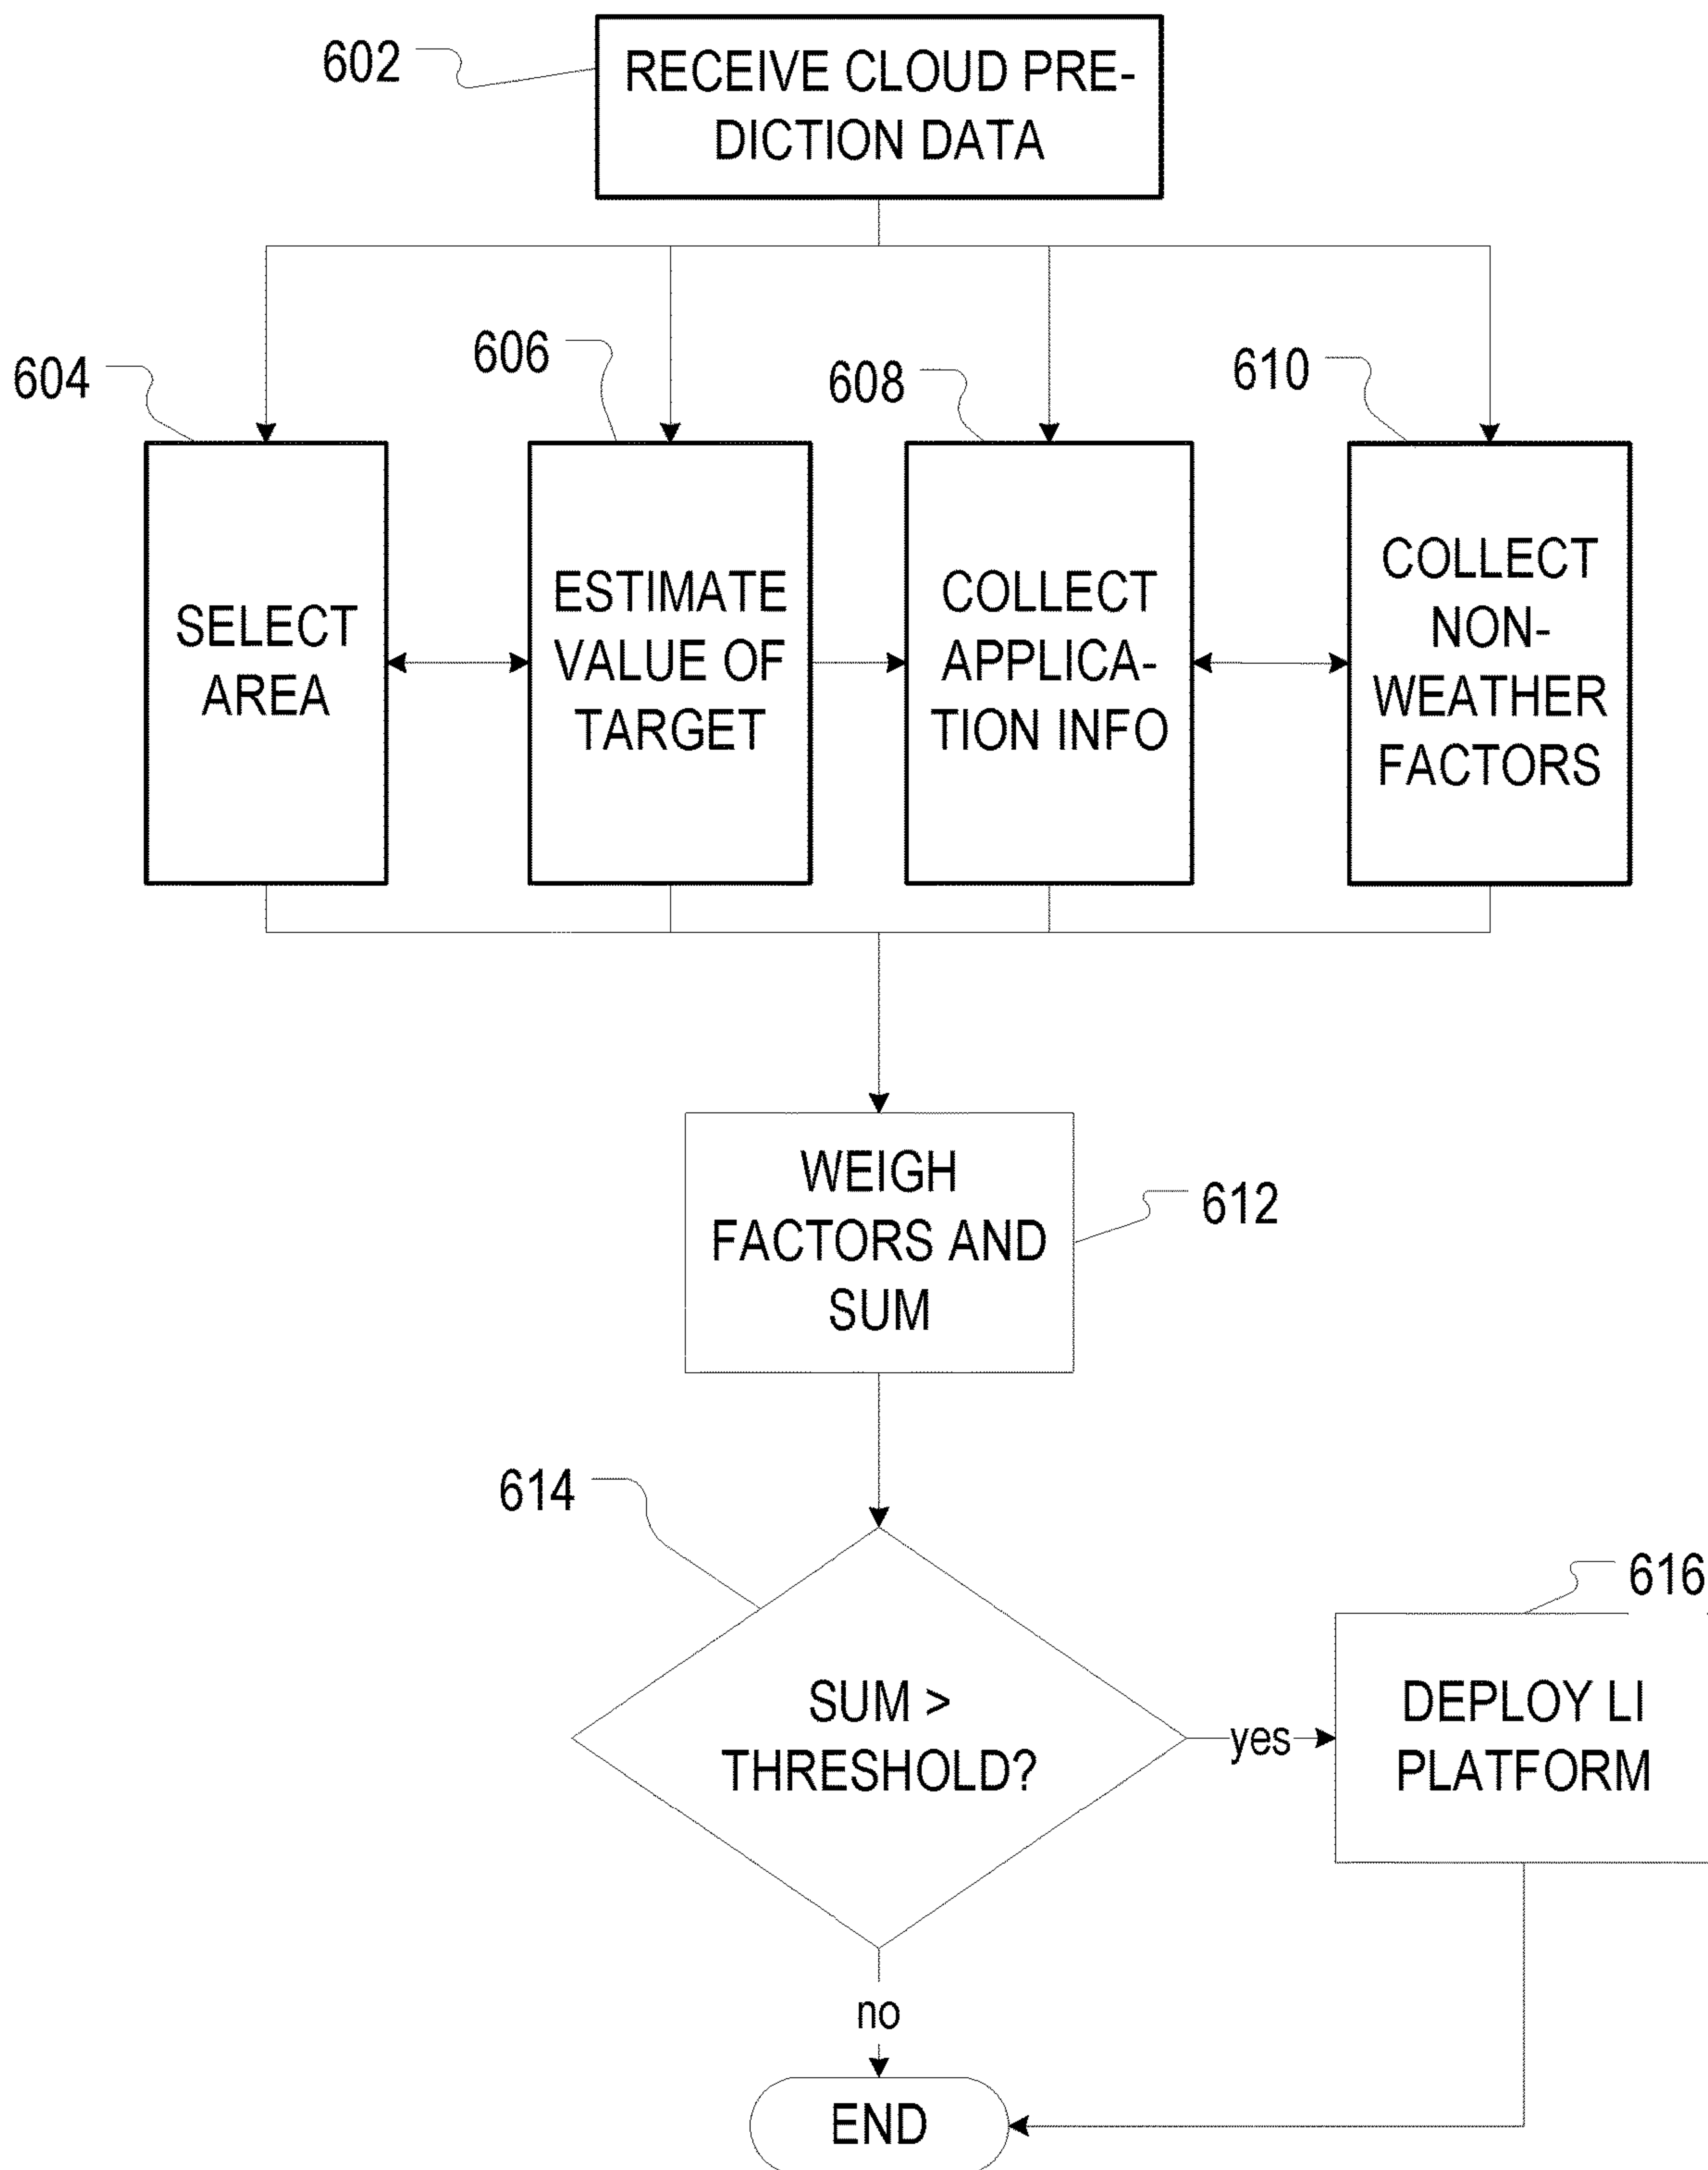 602
RECEIVE CLOUD PRE-
DICTION DATA
604
606
608
610
SELECT
AREA
ESTIMATE
VALUE OF
TARGET
COLLECT
APPLICA-
TION INFO
COLLECT
NON-
WEATHER
FACTORS
WEIGH
FACTORS AND
SUM
612
614
SUM >
THRESHOLD?
yes
616
DEPLOY LI
PLATFORM
no
END